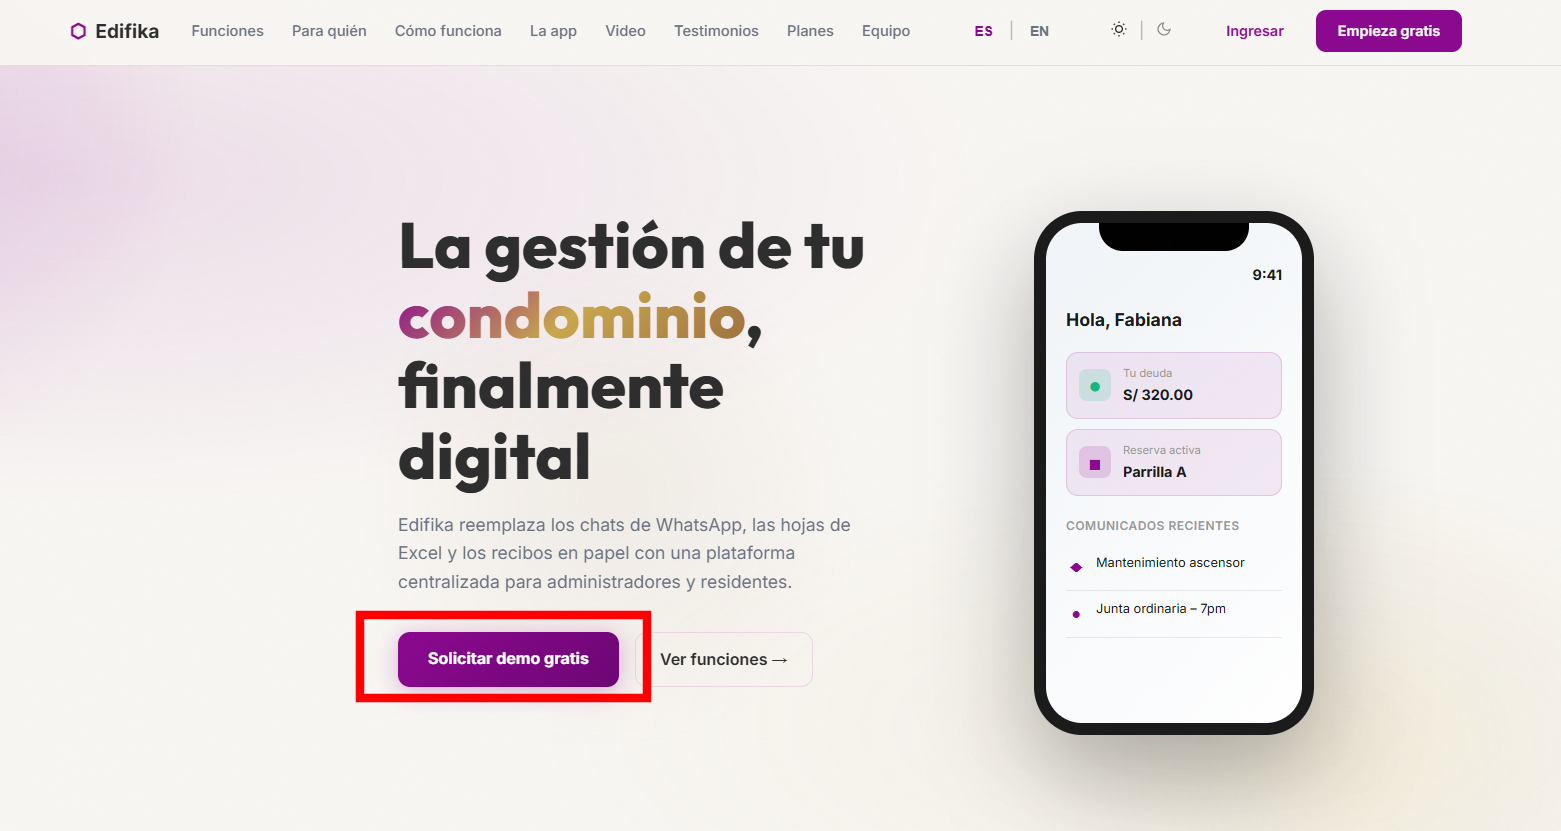 Edifika
Funciones
Para quién
Cómo funciona
La app
Video
Testimonios
Planes
Equipo
ES
EN
Ingresar
Empieza gratis
La gestión de tu
condominio,
finalmente
digital
Edifika reemplaza los chats de WhatsApp, las hojas de
Excel y los recibos en papel con una plataforma
centralizada para administradores y residentes.
Solicitar demo gratis
Ver funciones →
9:41
Hola, Fabiana
Tu deuda
S/ 320.00
Reserva activa
Parrilla A
COMUNICADOS RECIENTES
Mantenimiento ascensor
Junta ordinaria – 7pm